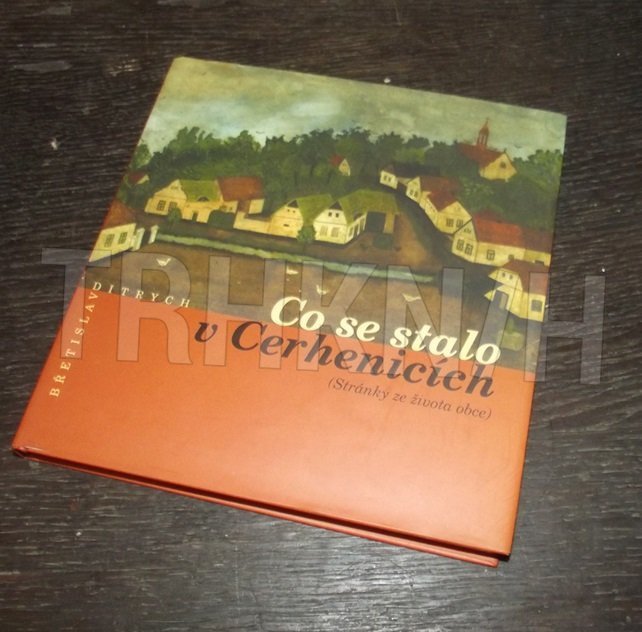 BŘETISLAV
DITRYCH
Co se stalo
v Cerhenicích
(Stránky ze života obce)
TRHKNIH